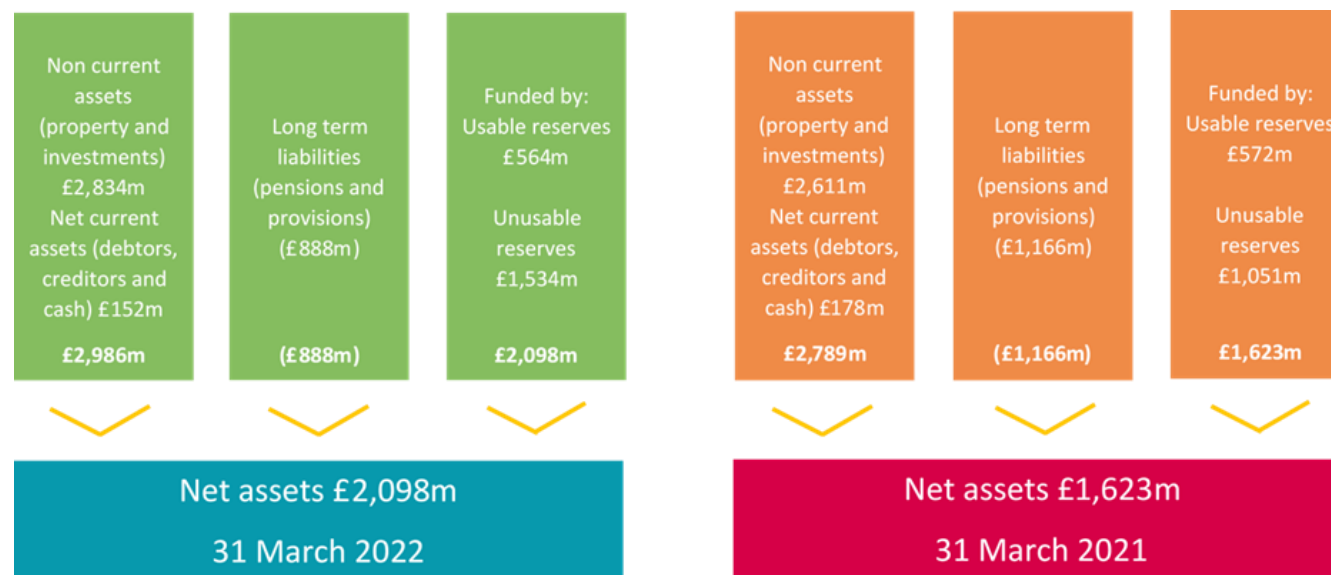 Non current
assets
(property and
investments)
£2,834m
Net current
assets (debtors,
creditors and
cash) £152m
£2,986m
Long term
liabilities
(pensions and
provisions)
(£888m)
(£888m)
Funded by:
Usable reserves
£564m
Unusable
reserves
£1,534m
£2,098m
Net assets £2,098m
31 March 2022
Non current
assets
(property and
investments)
£2,611m
Net current
assets (debtors,
creditors and
cash) £178m
£2,789m
Long term
liabilities
(pensions and
provisions)
(£1,166m)
(£1,166m)
Funded by:
Usable reserves
£572m
Unusable
reserves
£1,051m
£1,623m
Net assets £1,623m
31 March 2021